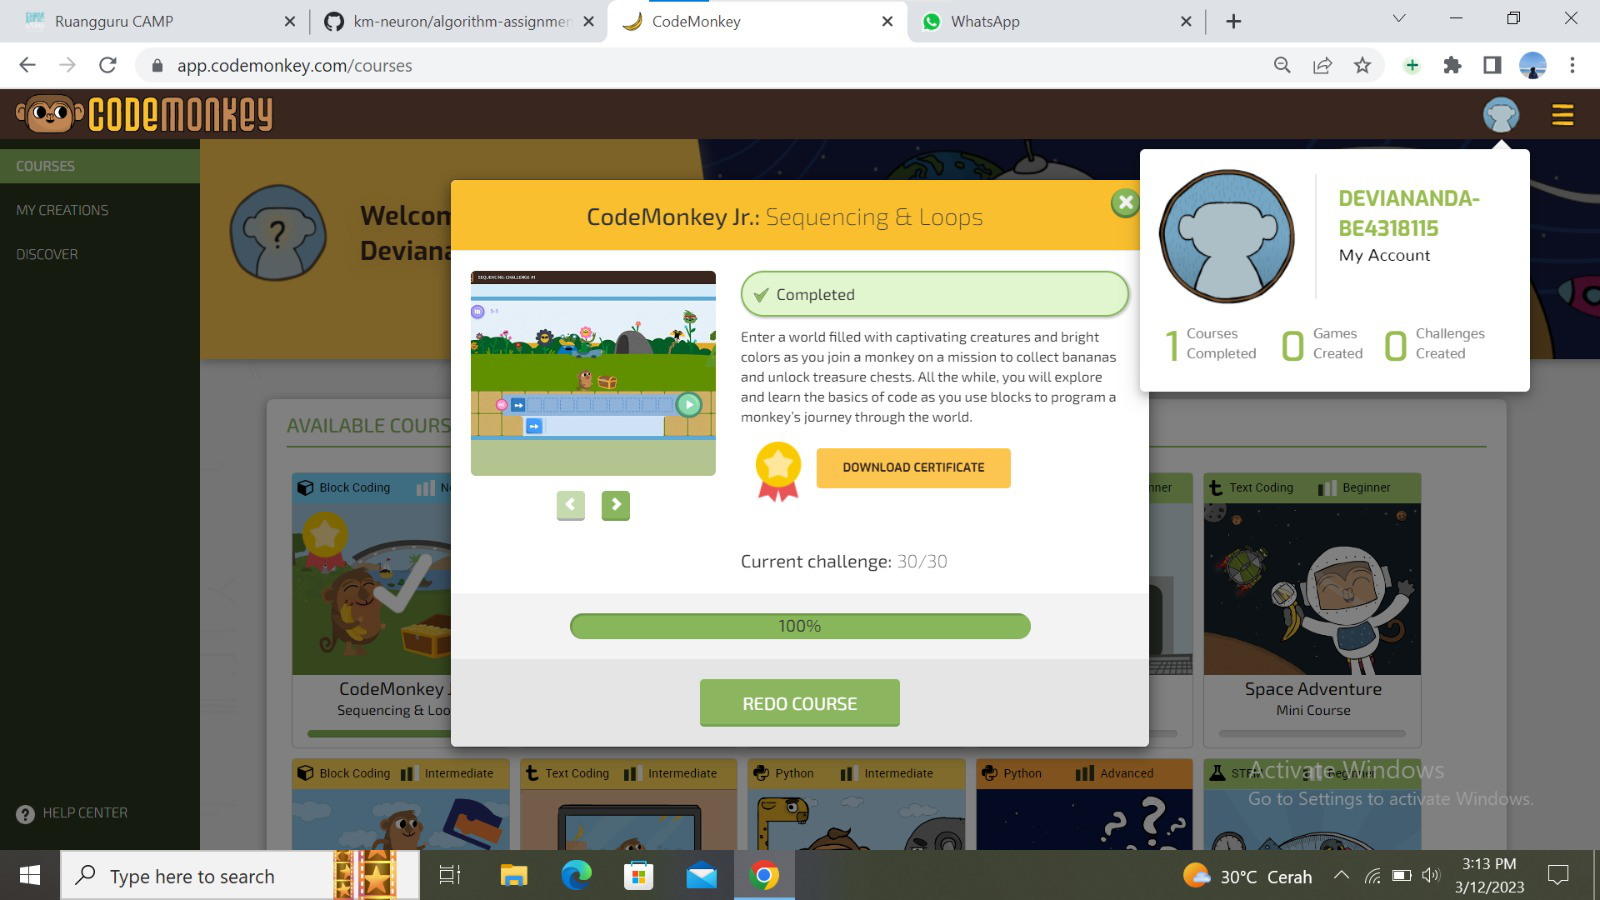 Ruangguru CAMP
km-neuron/algorithm-assignmen
CodeMonkey
WhatsApp
app.codemonkey.com/courses
CODEMONKEY
COURSES
MY CREATIONS
DISCOVER
HELP CENTER
?
Welcom
Deviana
DEVIANANDA-
BE4318115
My Account
1 Courses Completed
0 Games Created
0 Challenges Created
CodeMonkey Jr.: Sequencing & Loops
SEQUENCING CHALLENGE #1
Completed
Enter a world filled with captivating creatures and bright
colors as you join a monkey on a mission to collect bananas
and unlock treasure chests. All the while, you will explore
and learn the basics of code as you use blocks to program a
monkey's journey through the world.
DOWNLOAD CERTIFICATE
Current challenge: 30/30
100%
REDO COURSE
AVAILABLE COURS
Block Coding
N
nner
Text Coding Beginner
CodeMonkey J
Sequencing & Loo
Space Adventure
Mini Course
Block Coding Intermediate
Text Coding Intermediate
Python Intermediate
Python Advanced
STEM Beginner
Activate Windows
Go to Settings to activate Windows.
Type here to search
30°C Cerah
3:13 PM
3/12/2023